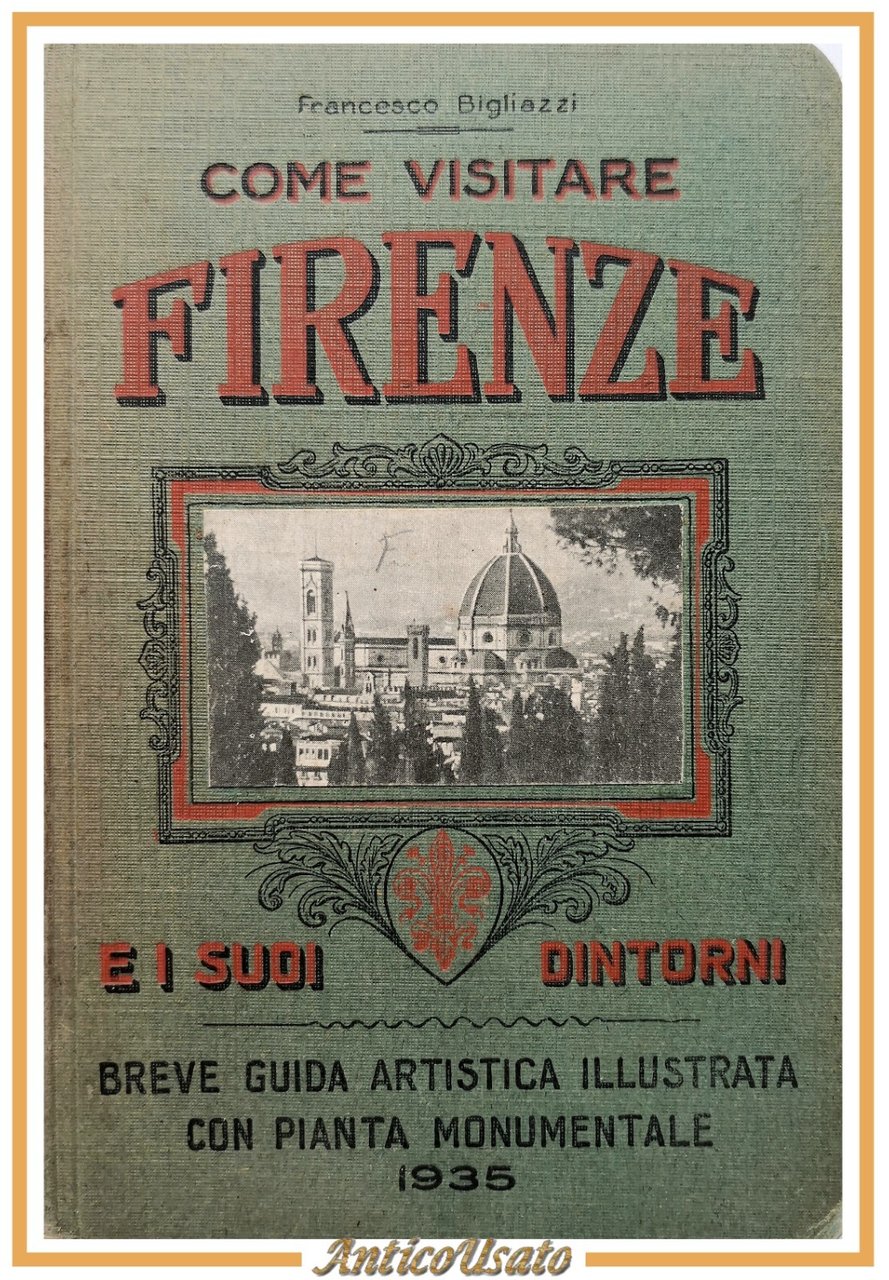 Francesco Bigliazzi
COME VISITARE
FIRENZE
E I SUOI DINTORNI
BREVE GUIDA ARTISTICA ILLUSTRATA
CON PIANTA MONUMENTALE
1935
AnticoUsato